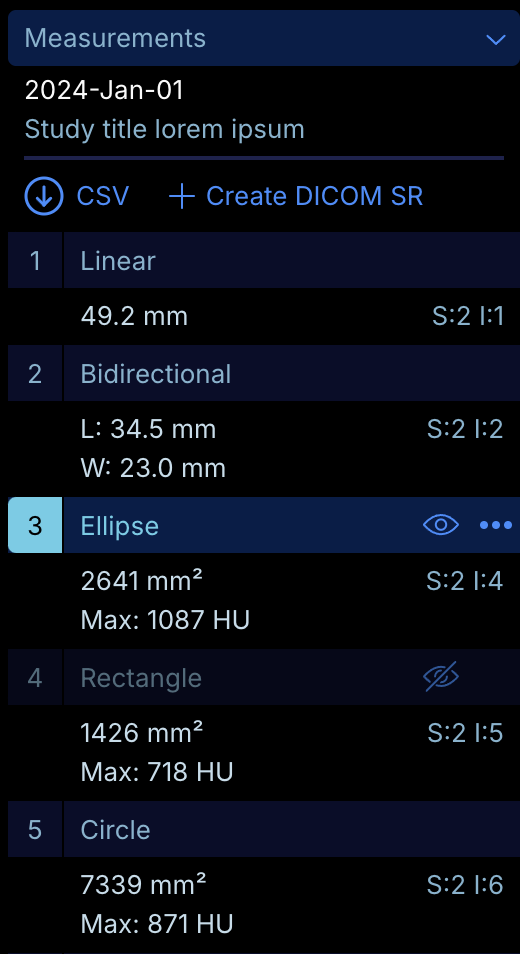 Measurements
2024-Jan-01
Study title lorem ipsum
CSV Create DICOM SR
1 Linear
49.2 mm S:2 I:1
2 Bidirectional
L: 34.5 mm S:2 I:2
W: 23.0 mm
3 Ellipse
2641 mm² S:2 I:4
Max: 1087 HU
4 Rectangle
1426 mm² S:2 I:5
Max: 718 HU
5 Circle
7339 mm² S:2 I:6
Max: 871 HU